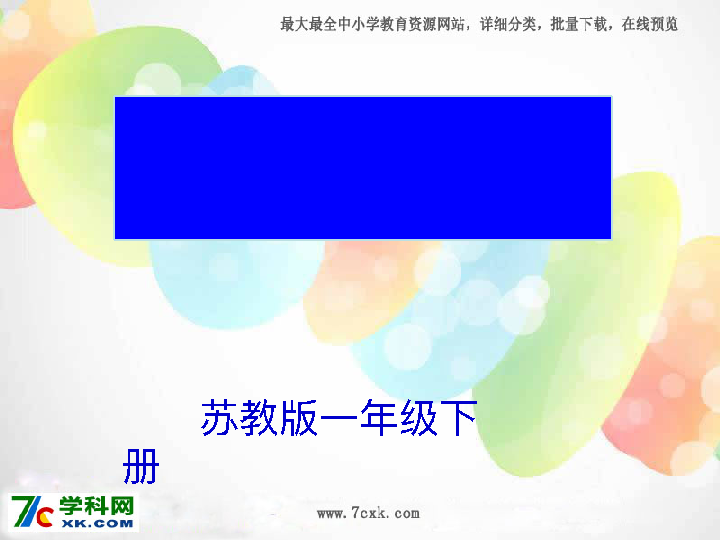 最大最全中小学教育资源网站，详细分类，批量下载，在线预览
苏教版一年级下
册
7C 学科网
XK.COM
www.7cxk.com